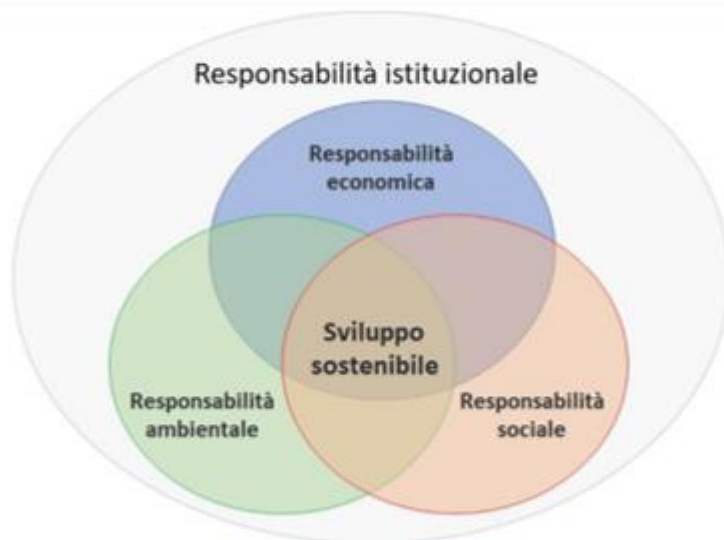 Responsabilità istituzionale
Responsabilità
economica
Sviluppo
sostenibile
Responsabilità
ambientale
Responsabilità
sociale